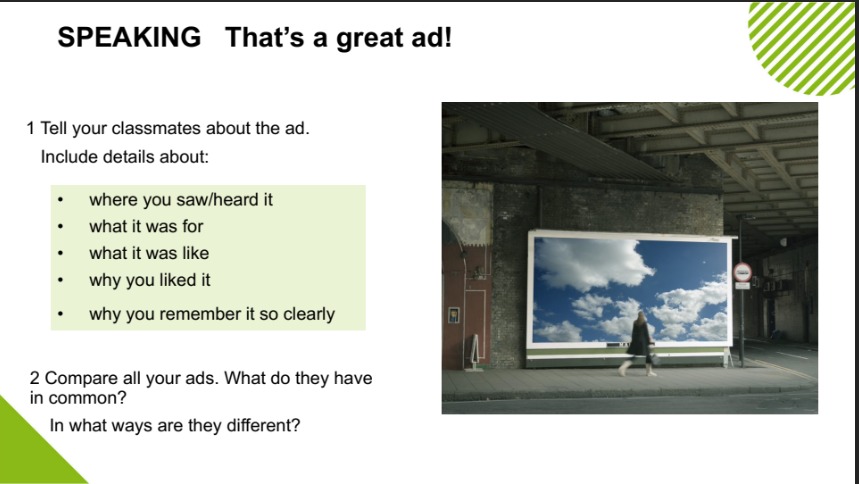 SPEAKING That's a great ad!
1 Tell your classmates about the ad.
Include details about:
• where you saw/heard it
• what it was for
• what it was like
• why you liked it
• why you remember it so clearly
2 Compare all your ads. What do they have
in common?
In what ways are they different?